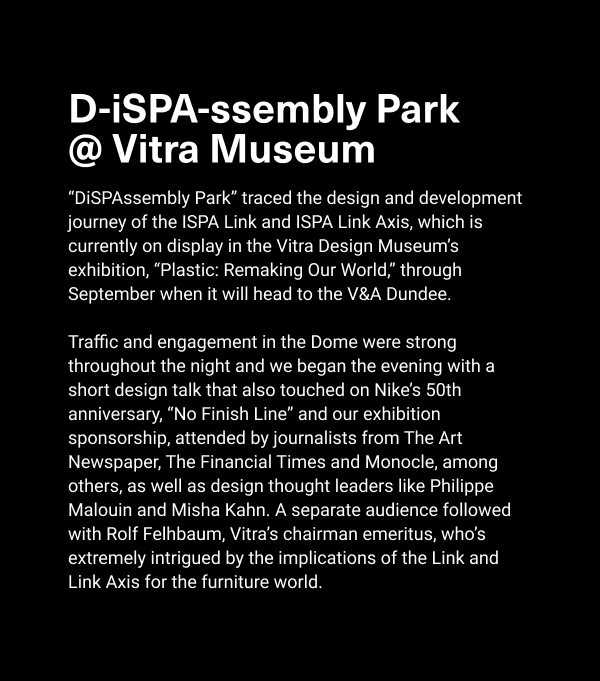 D-iSPA-ssembly Park
@ Vitra Museum
“DiSPAssembly Park” traced the design and development
journey of the ISPA Link and ISPA Link Axis, which is
currently on display in the Vitra Design Museum’s
exhibition, “Plastic: Remaking Our World,” through
September when it will head to the V&A Dundee.
Traffic and engagement in the Dome were strong
throughout the night and we began the evening with a
short design talk that also touched on Nike’s 50th
anniversary, “No Finish Line” and our exhibition
sponsorship, attended by journalists from The Art
Newspaper, The Financial Times and Monocle, among
others, as well as design thought leaders like Philippe
Malouin and Misha Kahn. A separate audience followed
with Rolf Felhbaum, Vitra’s chairman emeritus, who’s
extremely intrigued by the implications of the Link and
Link Axis for the furniture world.